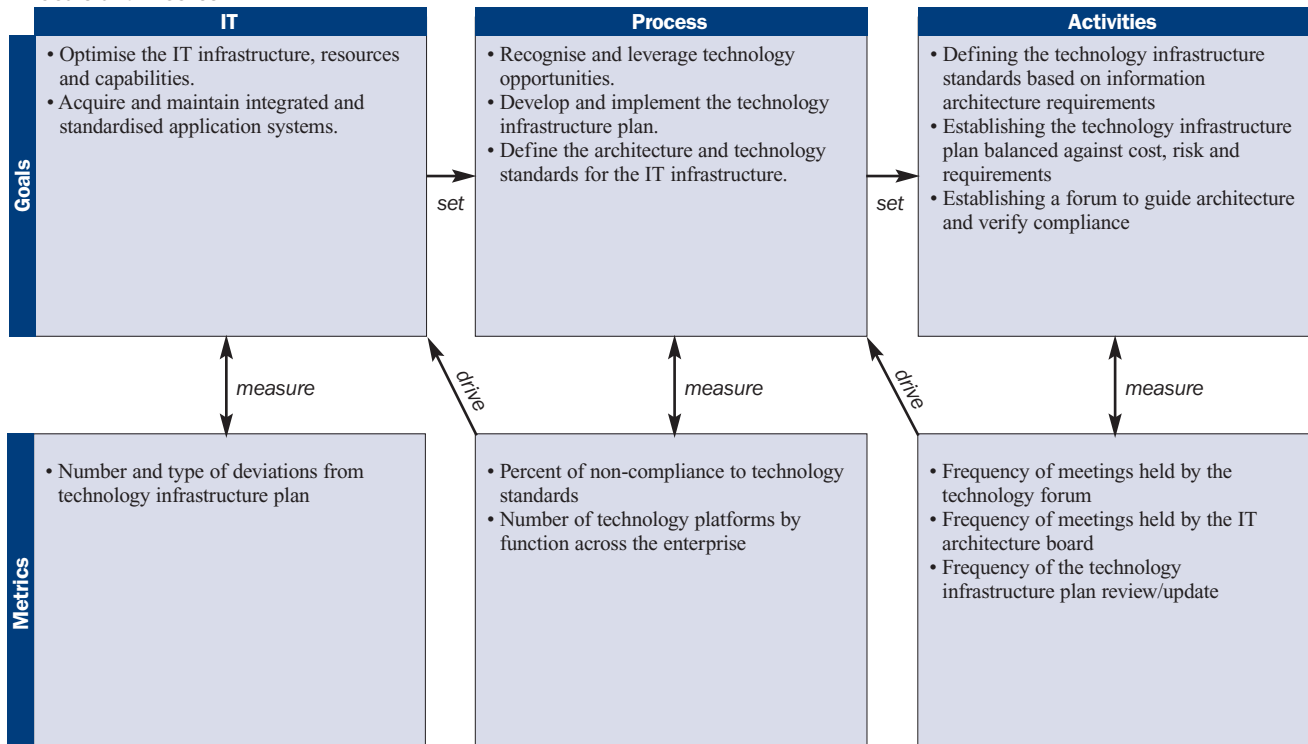 IT
Process
Activities
Goals
• Optimise the IT infrastructure, resources
and capabilities.
• Acquire and maintain integrated and
standardised application systems.
• Recognise and leverage technology
opportunities.
• Develop and implement the technology
infrastructure plan.
• Define the architecture and technology
standards for the IT infrastructure.
• Defining the technology infrastructure
standards based on information
architecture requirements
• Establishing the technology infrastructure
plan balanced against cost, risk and
requirements
• Establishing a forum to guide architecture
and verify compliance
set
set
measure
drive
measure
drive
measure
Metrics
• Number and type of deviations from
technology infrastructure plan
• Percent of non-compliance to technology
standards
• Number of technology platforms by
function across the enterprise
• Frequency of meetings held by the
technology forum
• Frequency of meetings held by the IT
architecture board
• Frequency of the technology
infrastructure plan review/update